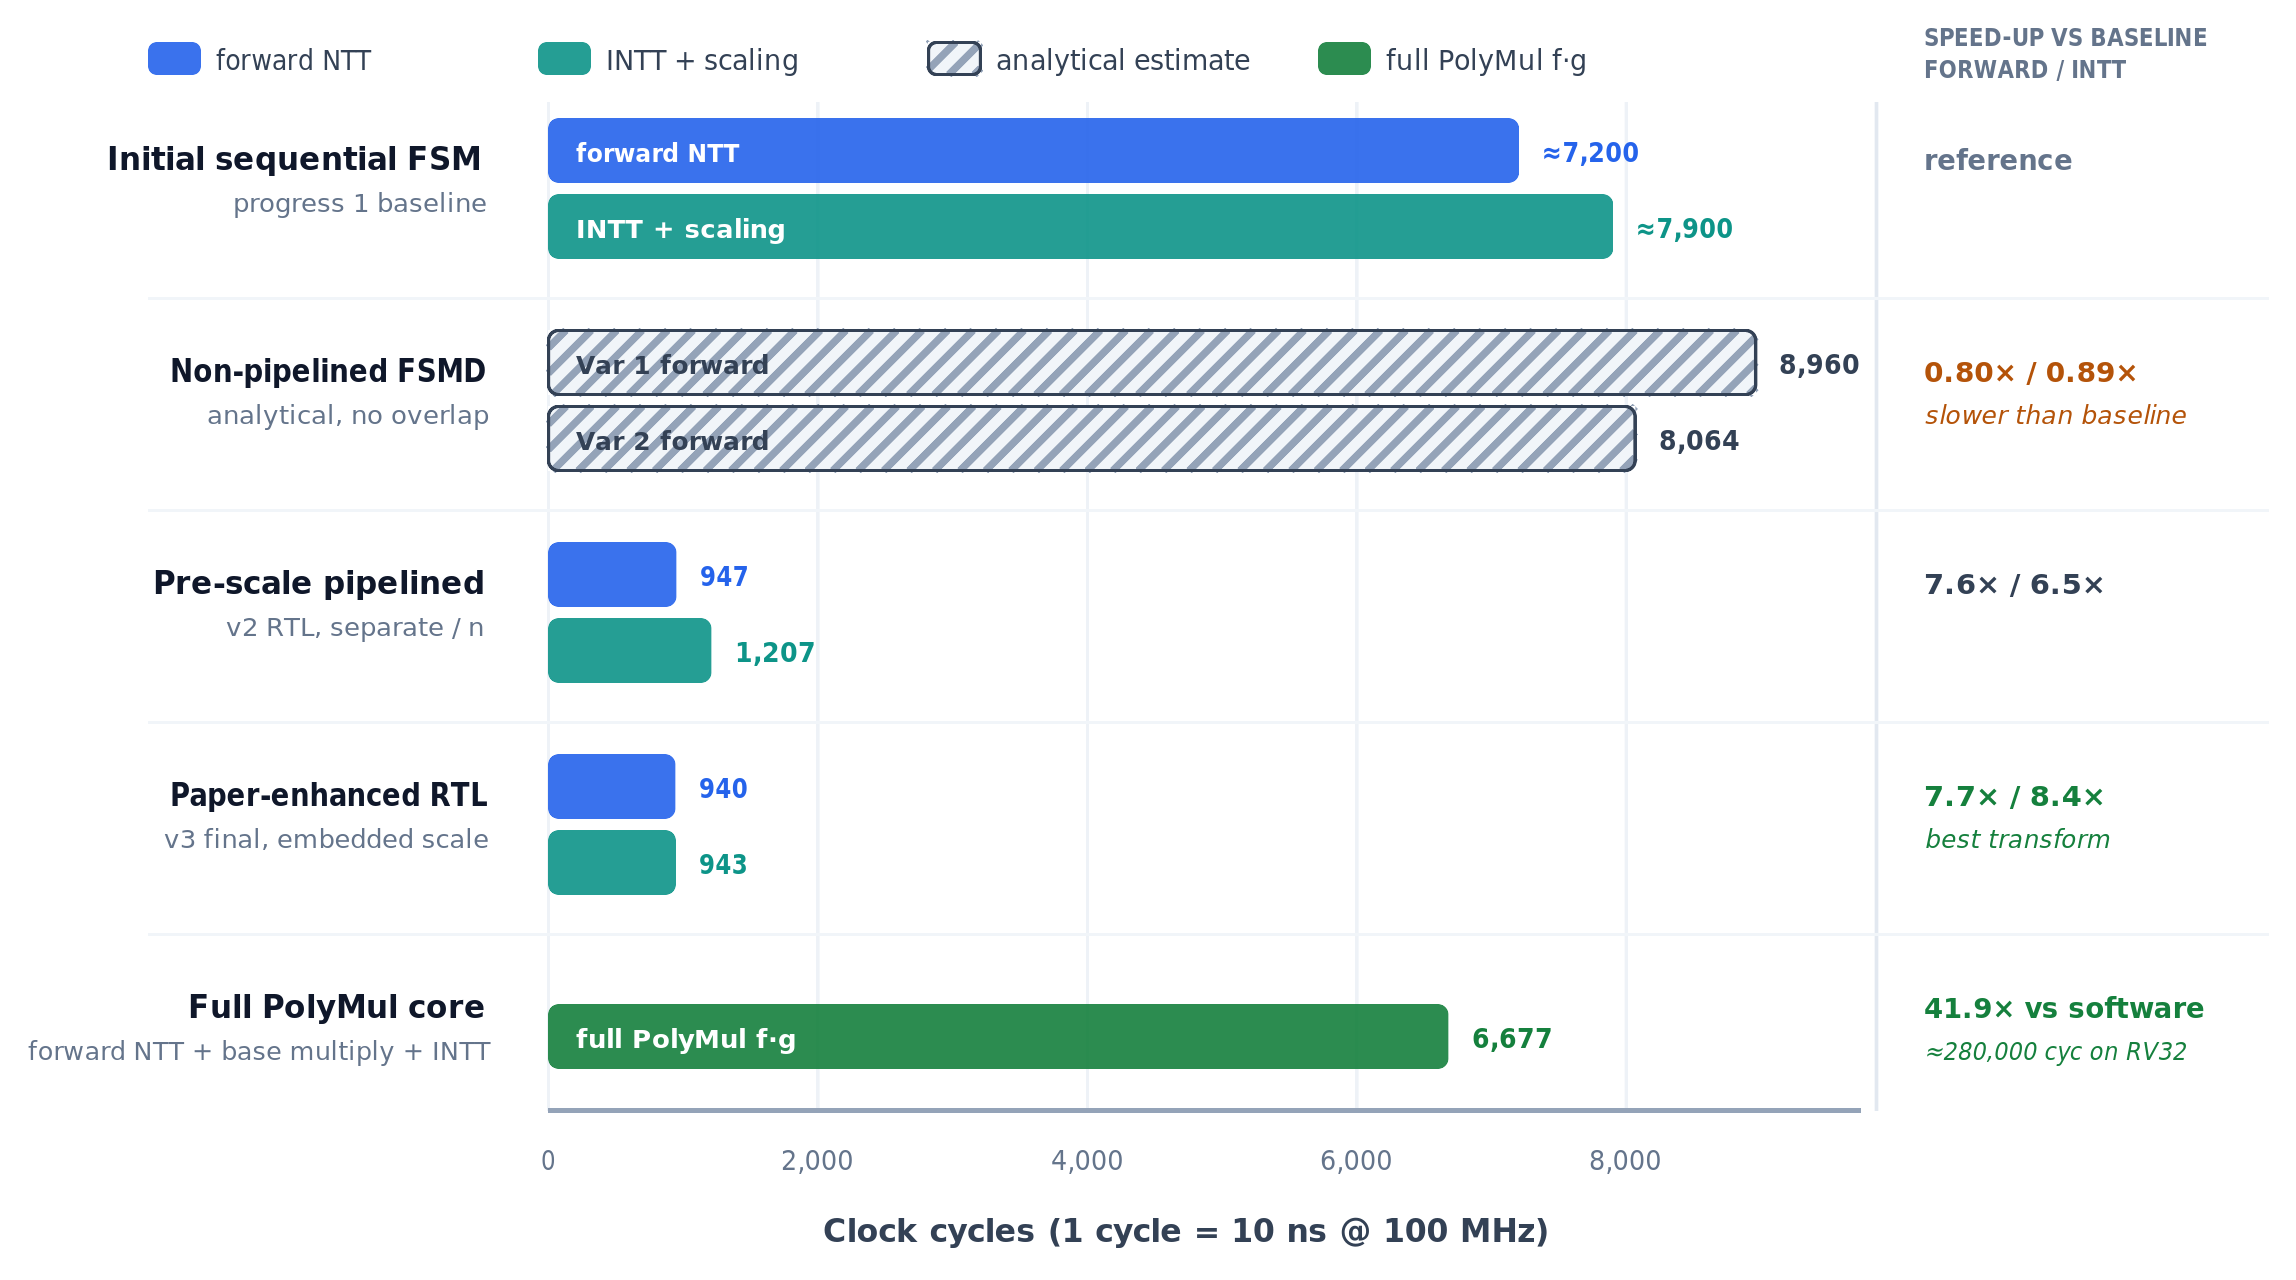 forward NTT
INTT + scaling
analytical estimate
full PolyMul f·g
SPEED-UP VS BASELINE
FORWARD / INTT
Initial sequential FSM
progress 1 baseline
forward NTT
≈7,200
INTT + scaling
≈7,900
reference
Non-pipelined FSMD
analytical, no overlap
Var 1 forward
8,960
Var 2 forward
8,064
0.80× / 0.89×
slower than baseline
Pre-scale pipelined
v2 RTL, separate / n
947
1,207
7.6× / 6.5×
Paper-enhanced RTL
v3 final, embedded scale
940
943
7.7× / 8.4×
best transform
Full PolyMul core
forward NTT + base multiply + INTT
full PolyMul f·g
6,677
41.9× vs software
≈280,000 cyc on RV32
0
2,000
4,000
6,000
8,000
Clock cycles (1 cycle = 10 ns @ 100 MHz)